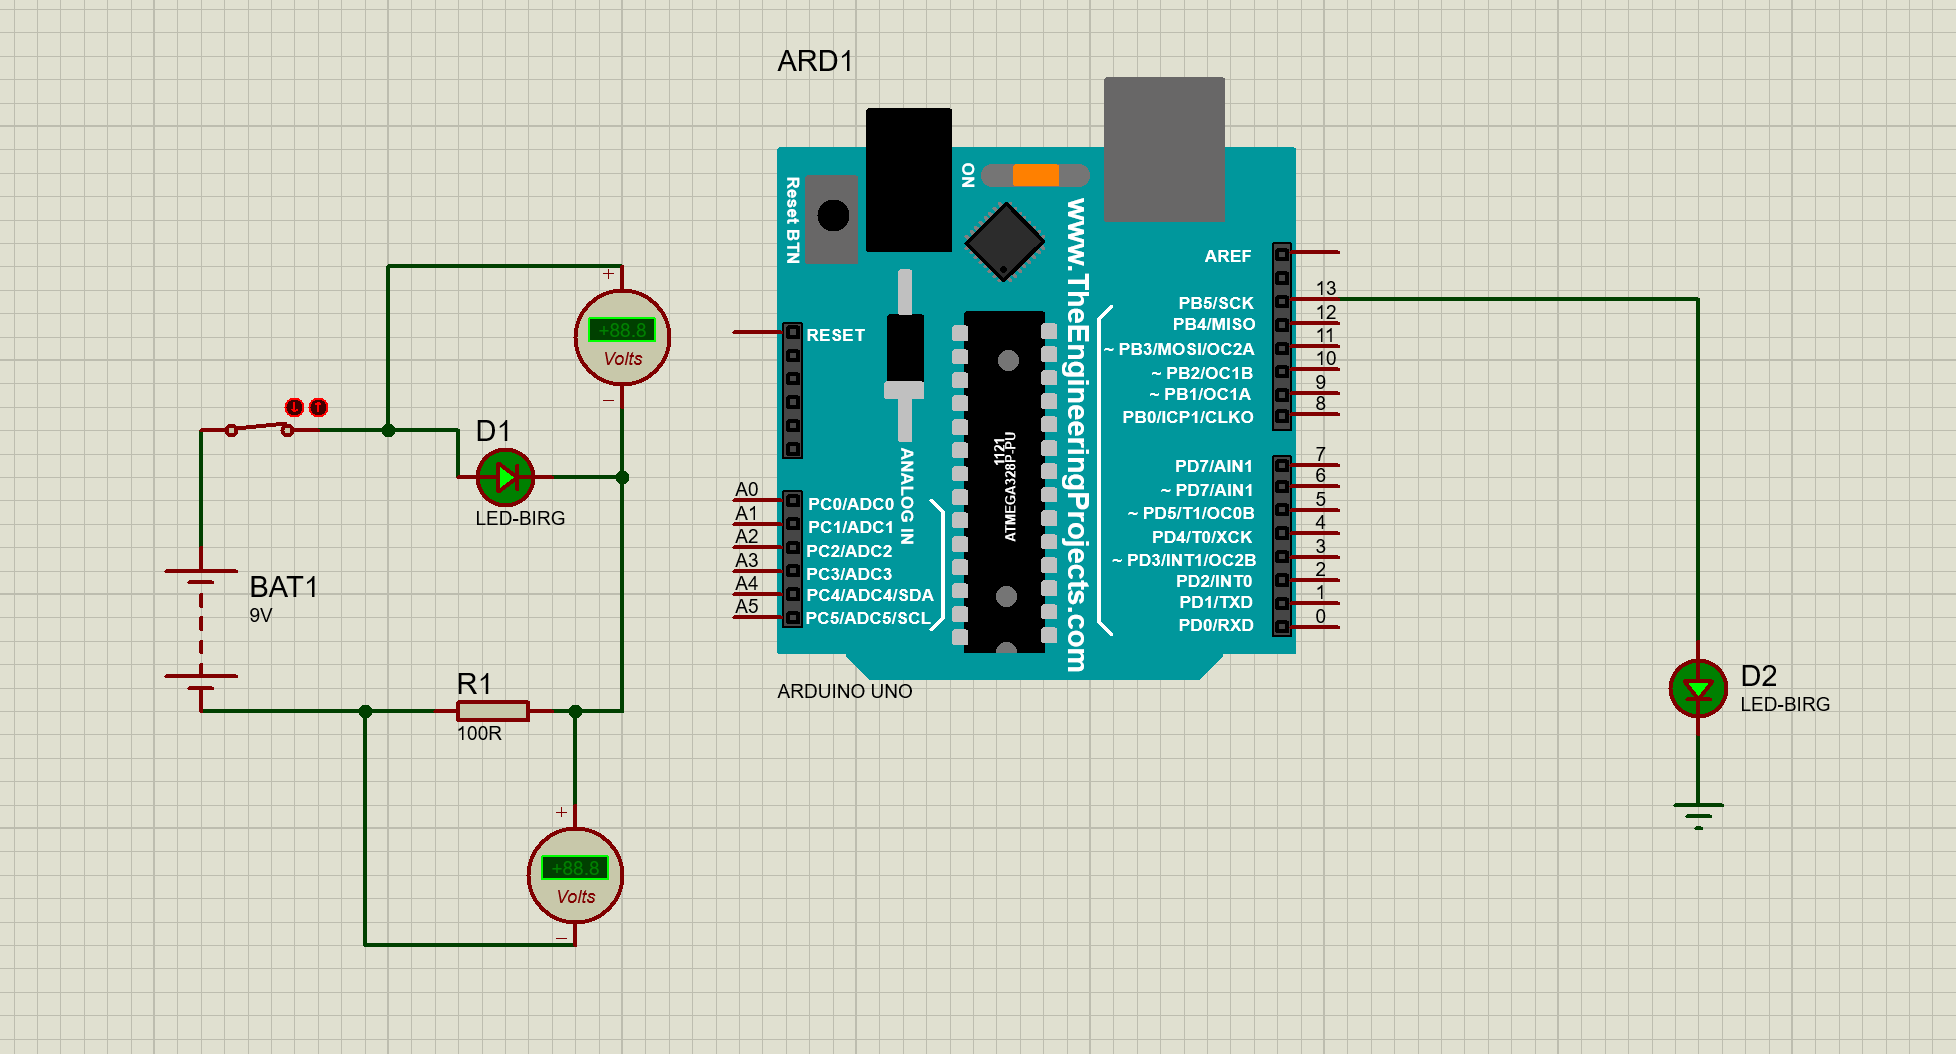 ARD1
Reset BTN
ON
www.TheEngineeringProjects.com
RESET
ANALOG IN
1121
ATMEGA328P-PU
AREF
PB5/SCK 13
PB4/MISO 12
~ PB3/MOSI/OC2A 11
~ PB2/OC1B 10
~ PB1/OC1A 9
PB0/ICP1/CLKO 8
PD7/AIN1 7
~ PD7/AIN1 6
~ PD5/T1/OC0B 5
PD4/T0/XCK 4
~ PD3/INT1/OC2B 3
PD2/INT0 2
PD1/TXD 1
PD0/RXD 0
A0 PC0/ADC0
A1 PC1/ADC1
A2 PC2/ADC2
A3 PC3/ADC3
A4 PC4/ADC4/SDA
A5 PC5/ADC5/SCL
ARDUINO UNO
+
+88.8
Volts
−
D1
LED-BIRG
BAT1
9V
R1
100R
+
+88.8
Volts
−
D2
LED-BIRG